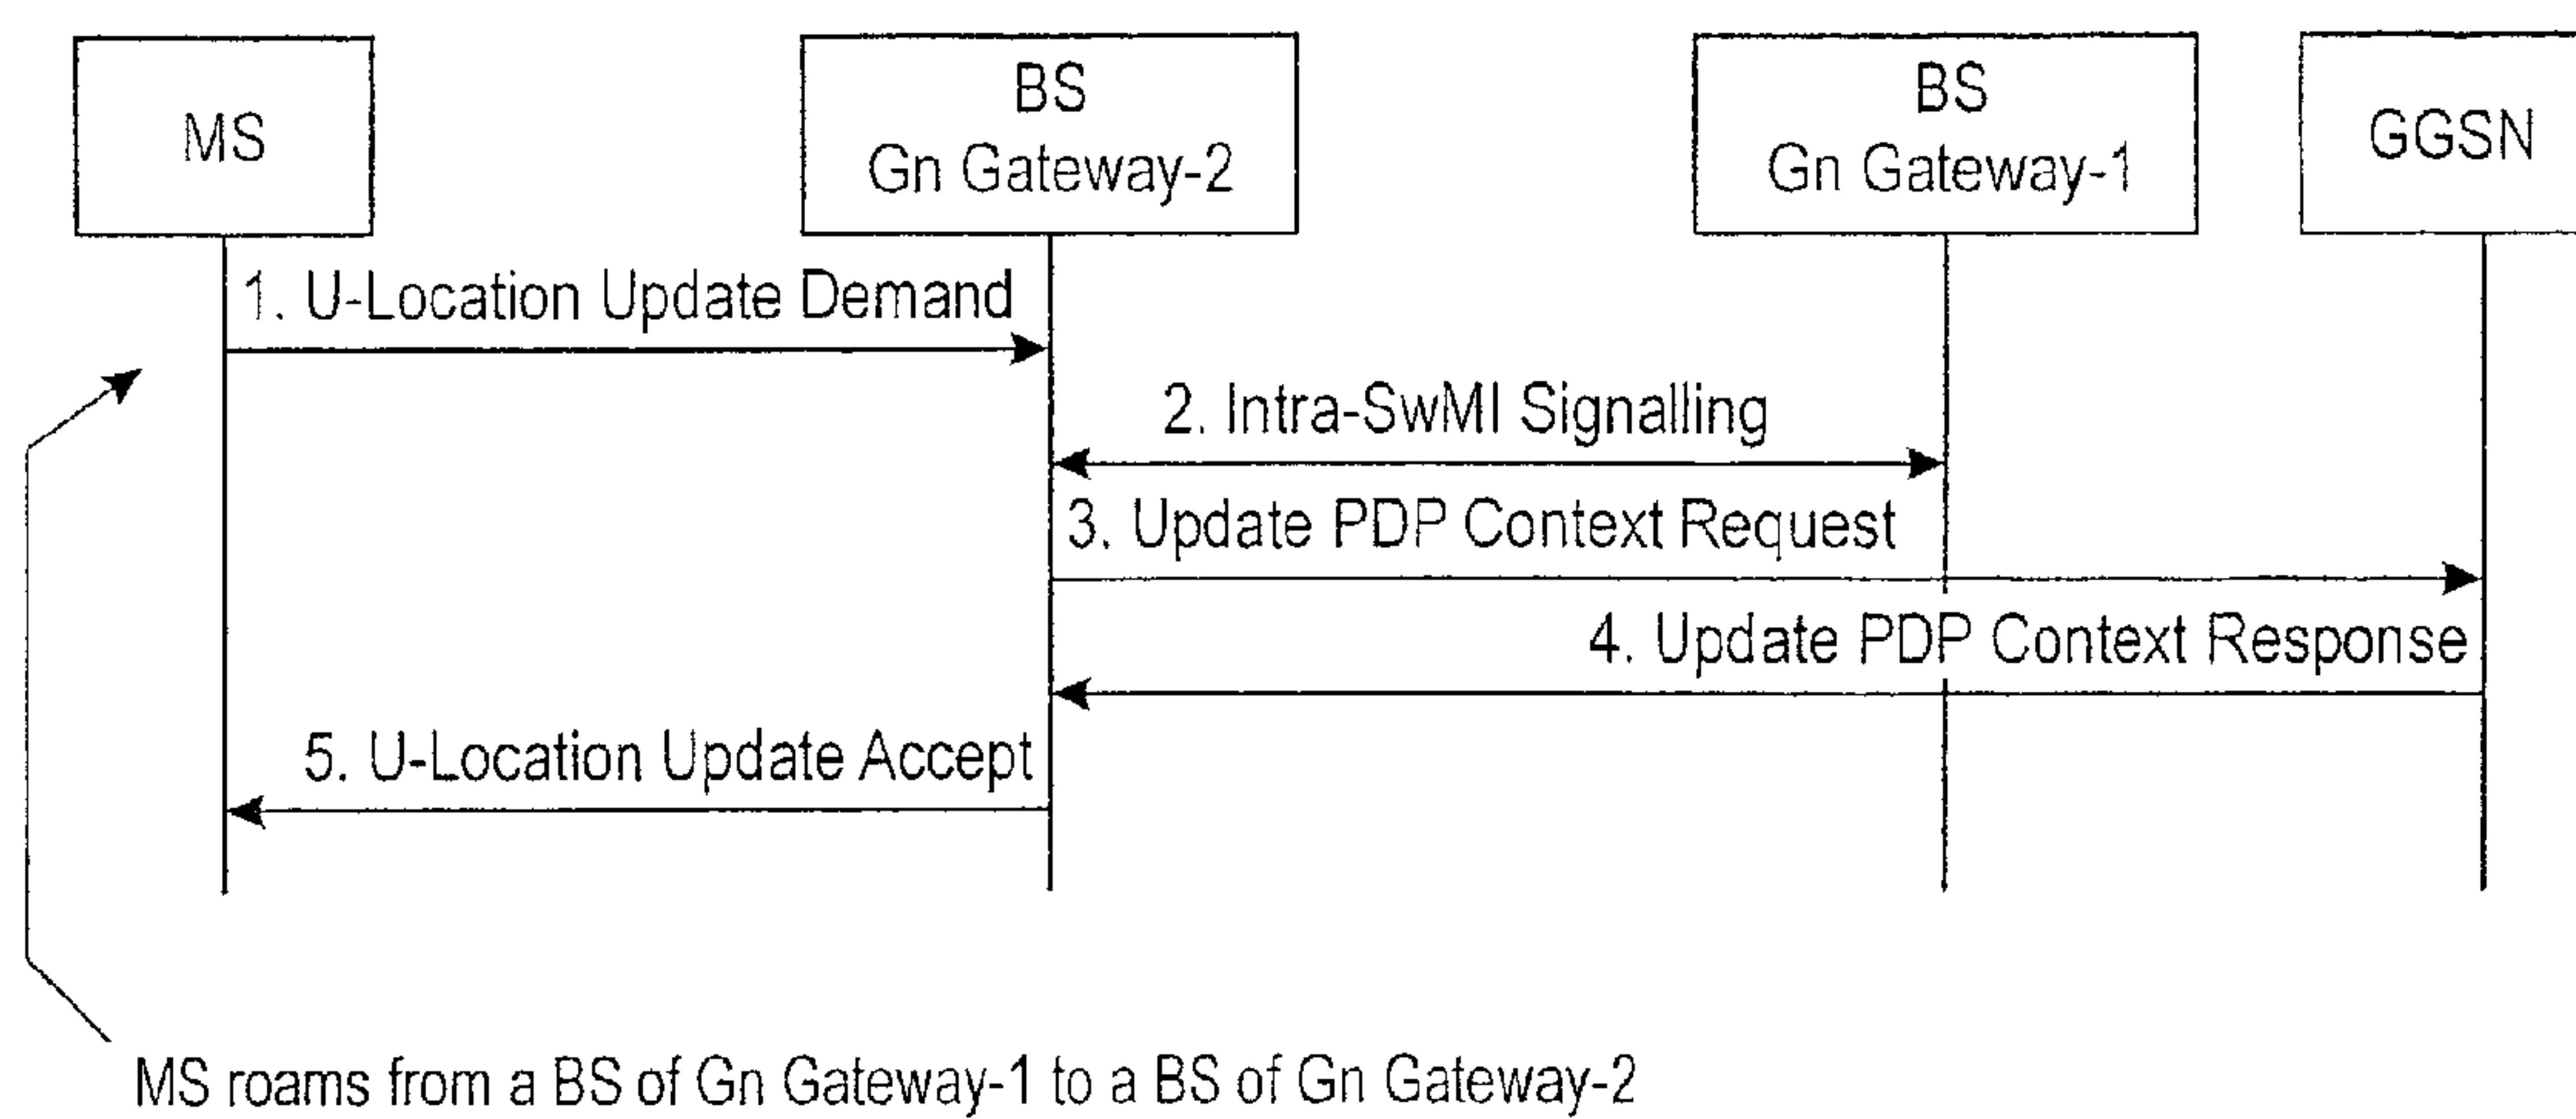 MS
BS
Gn Gateway-2
BS
Gn Gateway-1
GGSN
1. U-Location Update Demand
2. Intra-SwMI Signalling
3. Update PDP Context Request
4. Update PDP Context Response
5. U-Location Update Accept
MS roams from a BS of Gn Gateway-1 to a BS of Gn Gateway-2